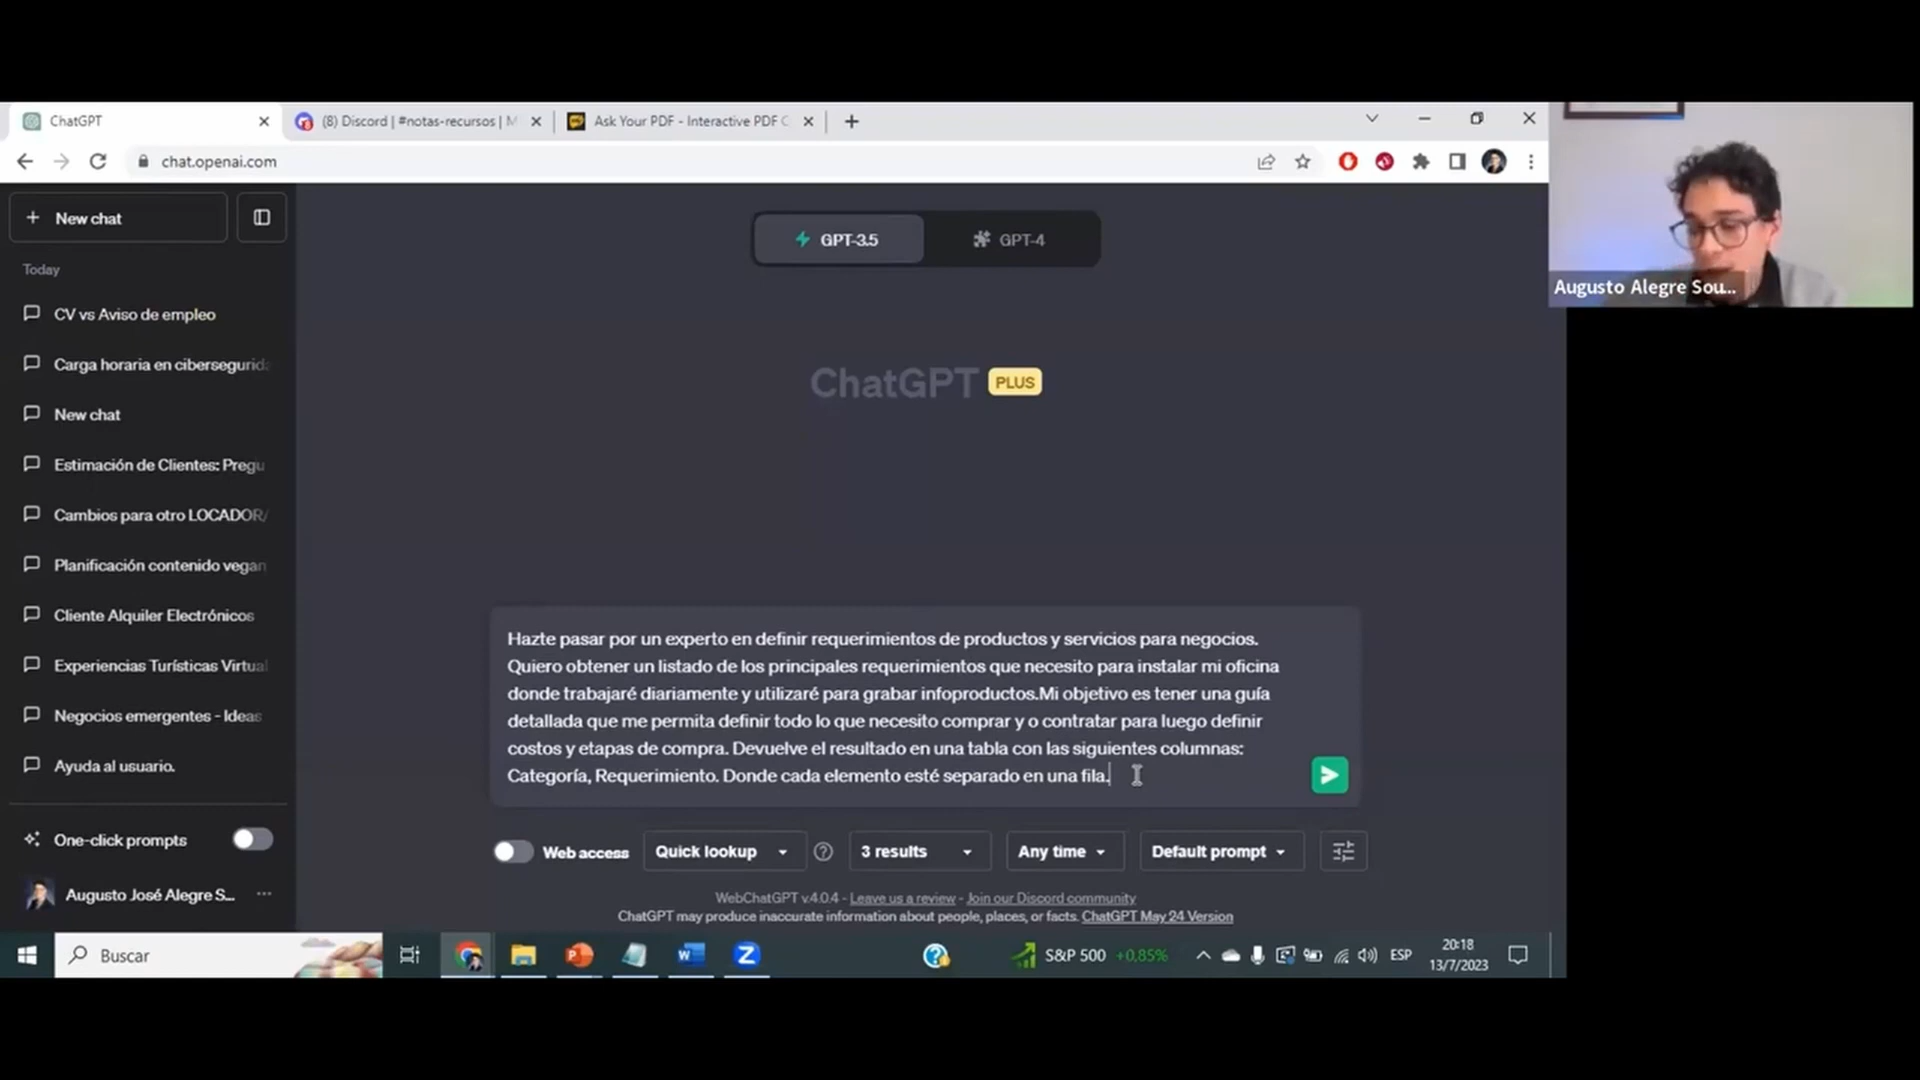 ChatGPT
(8) Discord | #notas-recursos | M
Ask Your PDF - Interactive PDF C
chat.openai.com
New chat
Today
CV vs Aviso de empleo
Carga horaria en cibersegurida
New chat
Estimación de Clientes: Pregu
Cambios para otro LOCADOR/
Planificación contenido vegan
Cliente Alquiler Electrónicos
Experiencias Turísticas Virtual
Negocios emergentes - Ideas
Ayuda al usuario.
One-click prompts
Augusto José Alegre S...
GPT-3.5
GPT-4
ChatGPT PLUS
Hazte pasar por un experto en definir requerimientos de productos y servicios para negocios.
Quiero obtener un listado de los principales requerimientos que necesito para instalar mi oficina
donde trabajaré diariamente y utilizaré para grabar infoproductos.Mi objetivo es tener una guía
detallada que me permita definir todo lo que necesito comprar y o contratar para luego definir
costos y etapas de compra. Devuelve el resultado en una tabla con las siguientes columnas:
Categoría, Requerimiento. Donde cada elemento esté separado en una fila.
Web access
Quick lookup
3 results
Any time
Default prompt
WebChatGPT v.4.0.4 - Leave us a review - Join our Discord community
ChatGPT may produce inaccurate information about people, places, or facts. ChatGPT May 24 Version
Augusto Alegre Sou...
Buscar
S&P 500 +0,85%
ESP
20:18
13/7/2023